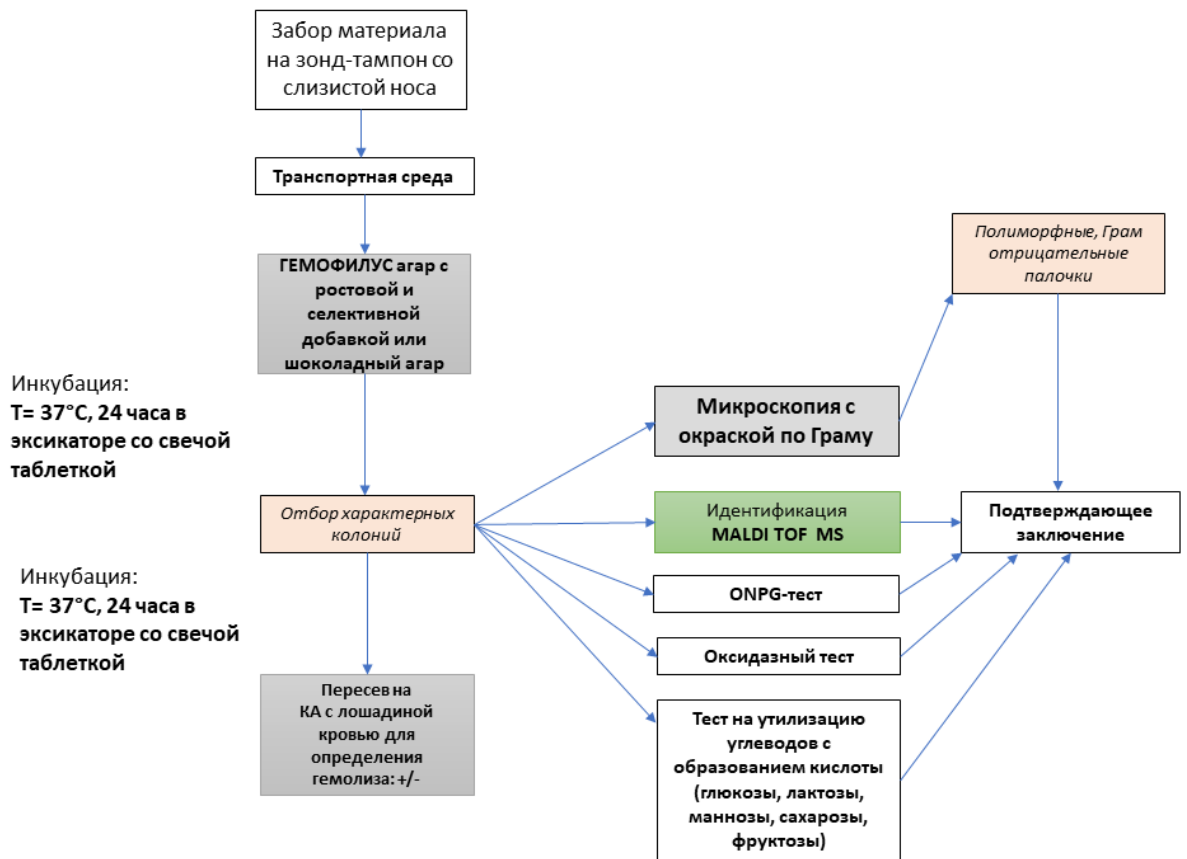 Забор материала
на зонд-тампон со
слизистой носа
Транспортная среда
ГЕМОФИЛУС агар с
ростовой и
селективной
добавкой или
шоколадный агар
Полиморфные, Грам
отрицательные
палочки
Инкубация:
T= 37°C, 24 часа в
эксикаторе со свечой
таблеткой
Микроскопия с
окраской по Граму
Отбор характерных
колоний
Идентификация
MALDI TOF MS
Подтверждающее
заключение
Инкубация:
T= 37°C, 24 часа в
эксикаторе со свечой
таблеткой
ONPG-тест
Оксидазный тест
Пересев на
КА с лошадиной
кровью для
определения
гемолиза: +/-
Тест на утилизацию
углеводов с
образованием кислоты
(глюкозы, лактозы,
маннозы, сахарозы,
фруктозы)